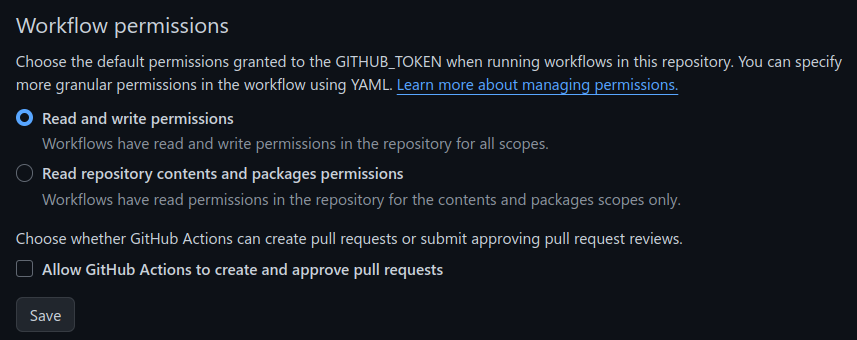 Workflow permissions
Choose the default permissions granted to the GITHUB_TOKEN when running workflows in this repository. You can specify
more granular permissions in the workflow using YAML. Learn more about managing permissions.
Read and write permissions
Workflows have read and write permissions in the repository for all scopes.
Read repository contents and packages permissions
Workflows have read permissions in the repository for the contents and packages scopes only.
Choose whether GitHub Actions can create pull requests or submit approving pull request reviews.
Allow GitHub Actions to create and approve pull requests
Save